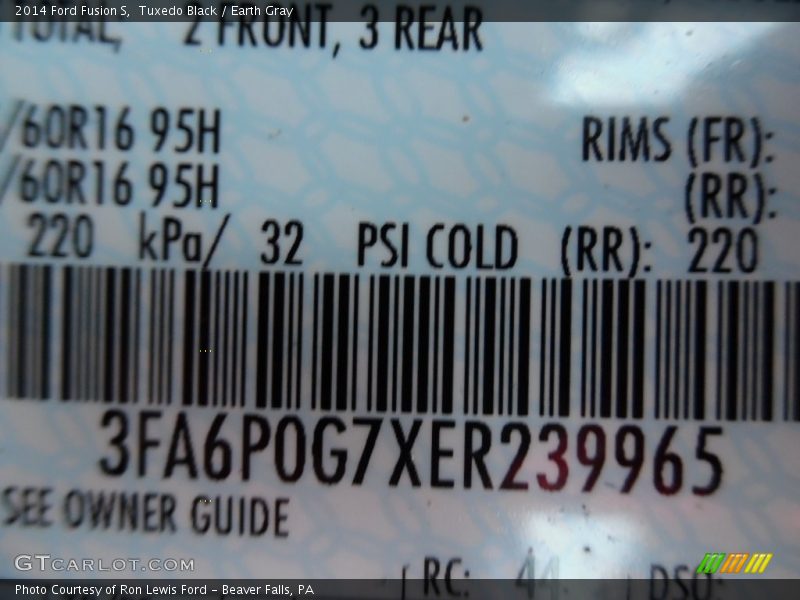 2014 Ford Fusion S, Tuxedo Black / Earth Gray
TOTAL, 2 FRONT, 3 REAR
/60R16 95H RIMS (FR):
/60R16 95H (RR):
220 kPa/ 32 PSI COLD (RR): 220
3FA6P0G7XER239965
SEE OWNER GUIDE
RC: 44 DSO:
GTCARLOT.COM
Photo Courtesy of Ron Lewis Ford - Beaver Falls, PA